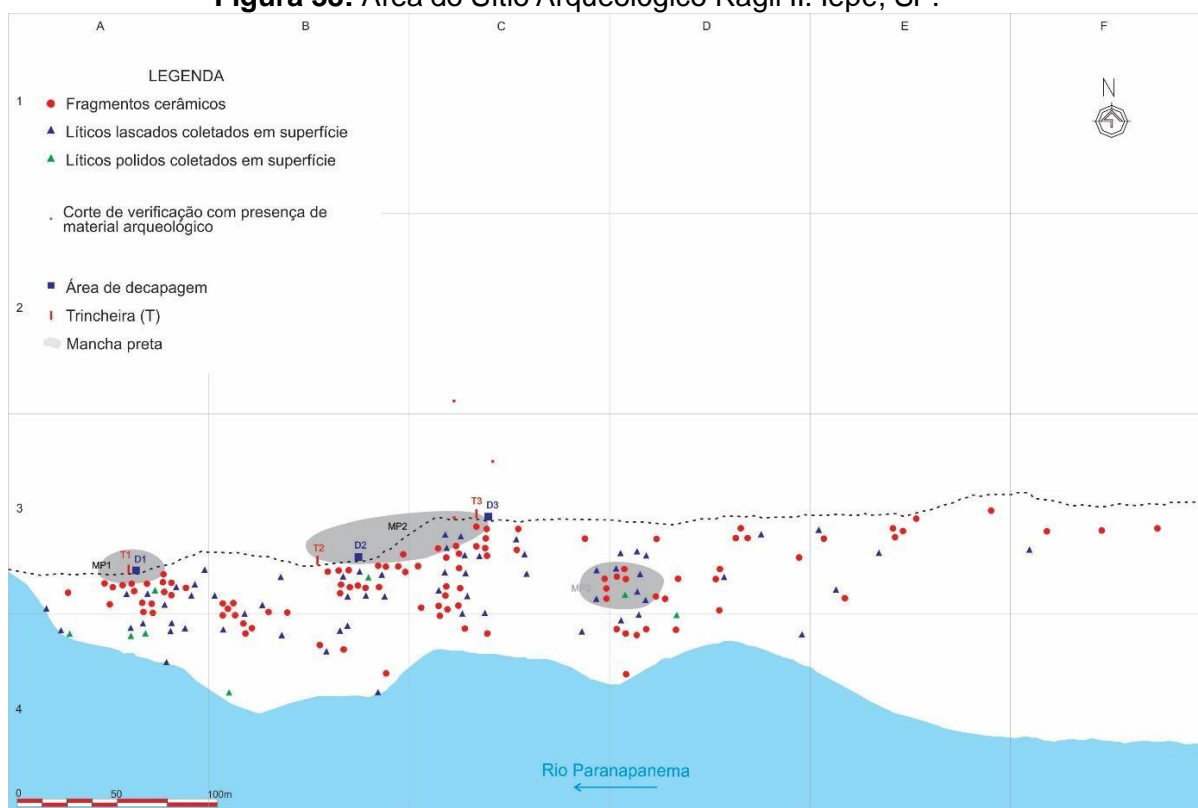 Figura 38: Área do Sítio Arqueológico Ragil II. Iepê, SP.
A B C D E F
LEGENDA
N
1
Fragmentos cerâmicos
Líticos lascados coletados em superfície
Líticos polidos coletados em superfície
Corte de verificação com presença de
material arqueológico
Área de decapagem
2
Trincheira (T)
Mancha preta
3
T3 D3
MP2
T2 D2
T1 D1
MP1
MP3
4
Rio Paranapanema
0 50 100m